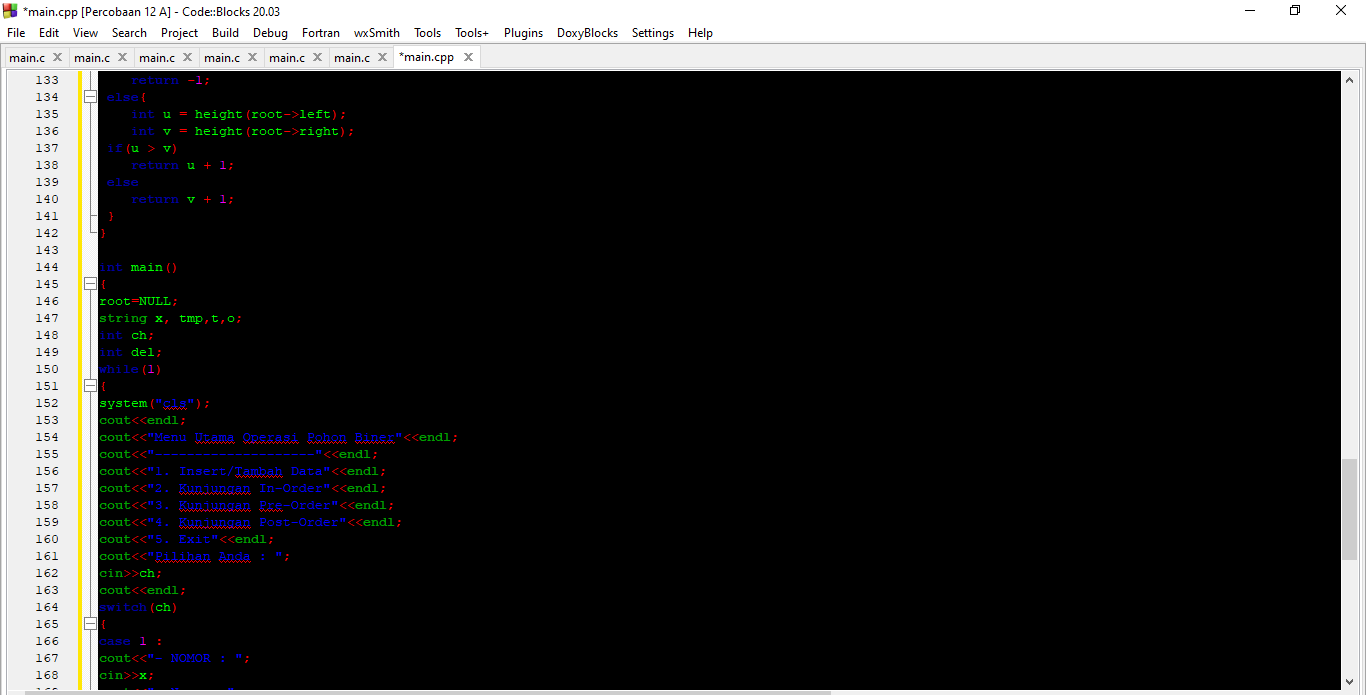 *main.cpp [Percobaan 12 A] - Code::Blocks 20.03
File Edit View Search Project Build Debug Fortran wxSmith Tools Tools+ Plugins DoxyBlocks Settings Help
main.c main.c main.c main.c main.c main.c *main.cpp
133 return -1;
134 else{
135 int u = height(root->left);
136 int v = height(root->right);
137 if(u > v)
138 return u + 1;
139 else
140 return v + 1;
141 }
142 }
143
144 int main()
145 {
146 root=NULL;
147 string x, tmp,t,o;
148 int ch;
149 int del;
150 while(1)
151 {
152 system("cls");
153 cout<<endl;
154 cout<<"Menu Utama Operasi Pohon Biner"<<endl;
155 cout<<"--------------------"<<endl;
156 cout<<"1. Insert/Tambah Data"<<endl;
157 cout<<"2. Kunjungan In-Order"<<endl;
158 cout<<"3. Kunjungan Pre-Order"<<endl;
159 cout<<"4. Kunjungan Post-Order"<<endl;
160 cout<<"5. Exit"<<endl;
161 cout<<"Pilihan Anda : ";
162 cin>>ch;
163 cout<<endl;
164 switch(ch)
165 {
166 case 1 :
167 cout<<"- NOMOR : ";
168 cin>>x;